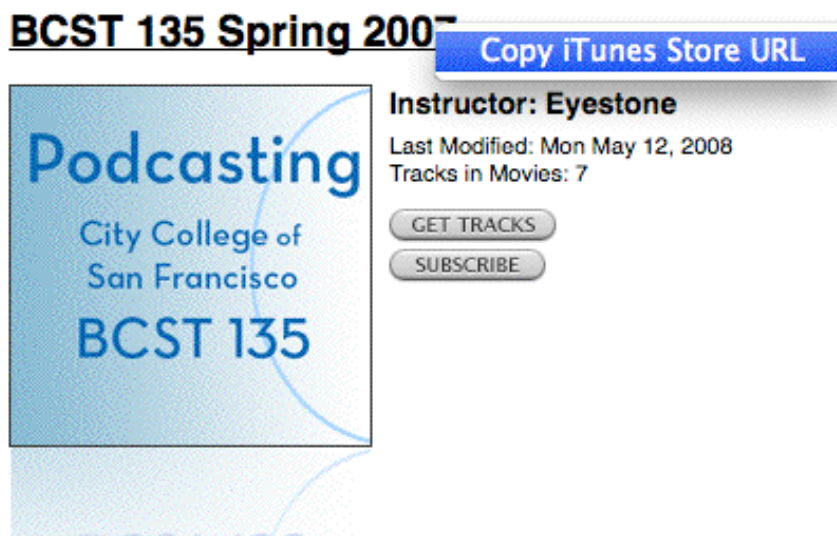 BCST 135 Spring 2007
Copy iTunes Store URL
Podcasting
City College of
San Francisco
BCST 135
Instructor: Eyestone
Last Modified: Mon May 12, 2008
Tracks in Movies: 7
GET TRACKS
SUBSCRIBE